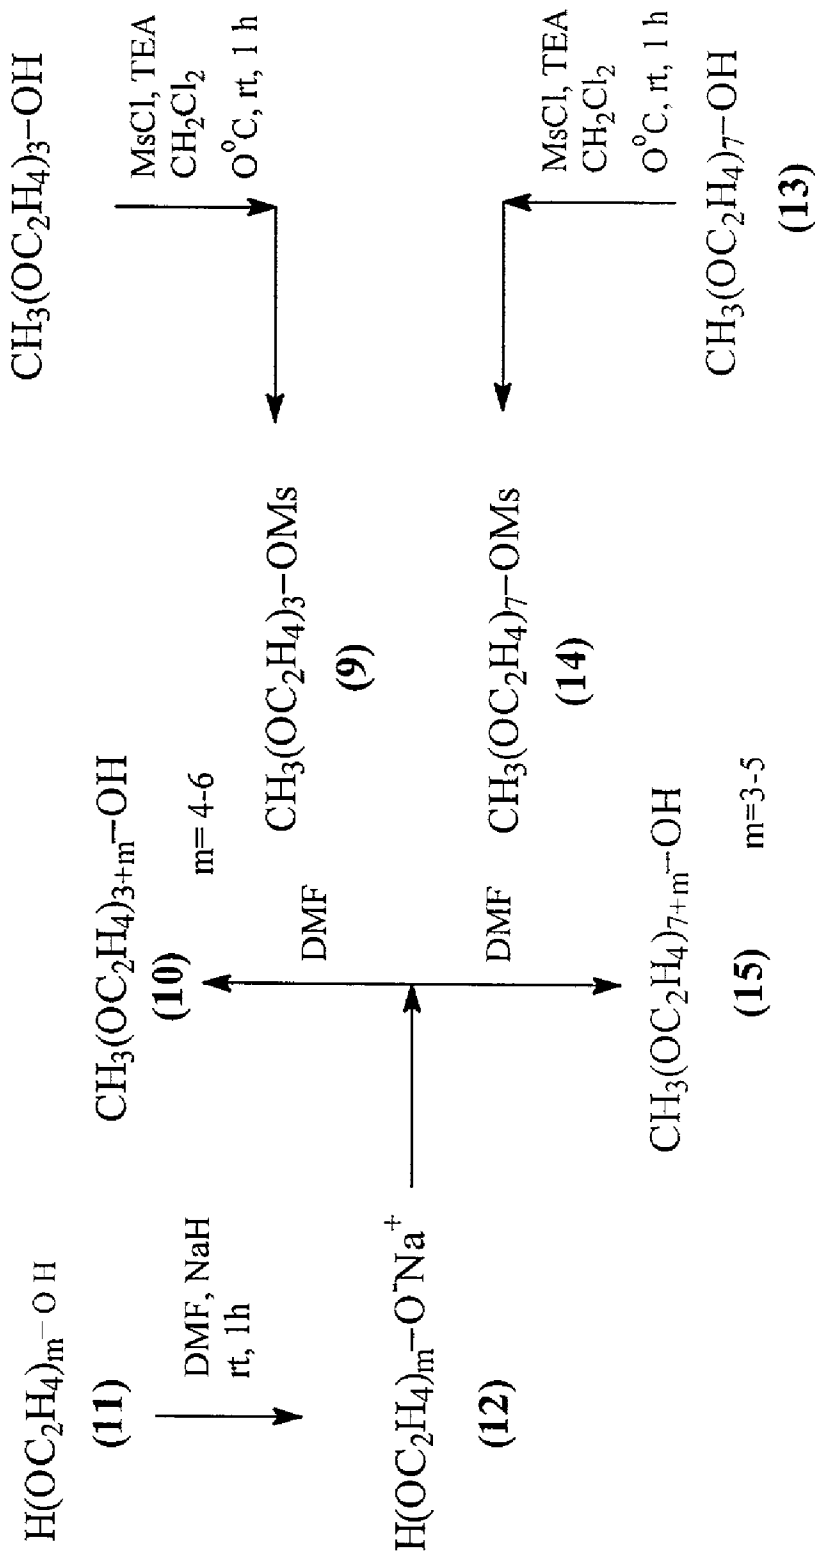 H(OC₂H₄)ₘ–OH
(11)
DMF, NaH
rt, 1h
H(OC₂H₄)ₘ–O⁻Na⁺
(12)
CH₃(OC₂H₄)₃₊ₘ–OH
(10)
m= 4-6
DMF
DMF
CH₃(OC₂H₄)₇₊ₘ–OH
(15)
m=3-5
CH₃(OC₂H₄)₃–OMs
(9)
CH₃(OC₂H₄)₇–OMs
(14)
CH₃(OC₂H₄)₃–OH
MsCl, TEA
CH₂Cl₂
O°C, rt, 1 h
MsCl, TEA
CH₂Cl₂
O°C, rt, 1 h
CH₃(OC₂H₄)₇–OH
(13)